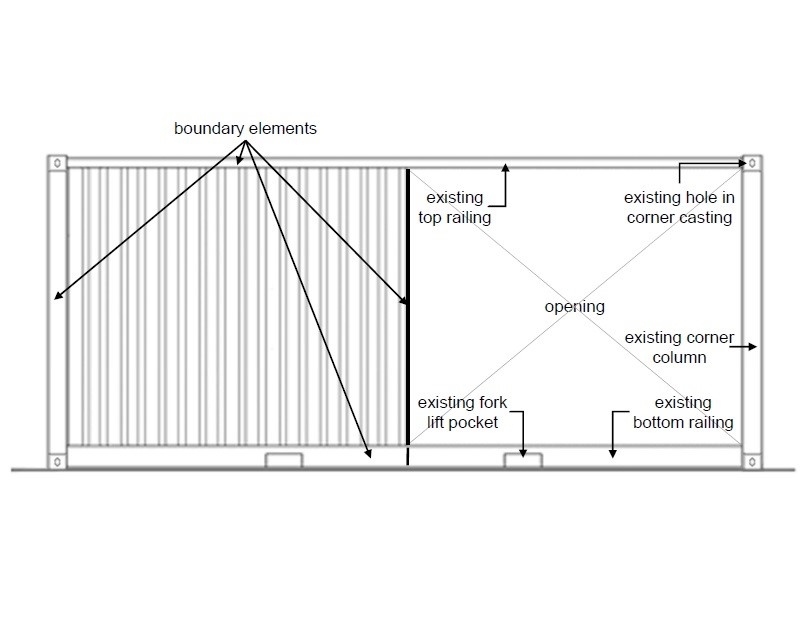 boundary elements
existing
top railing
existing hole in
corner casting
opening
existing corner
column
existing fork
lift pocket
existing
bottom railing